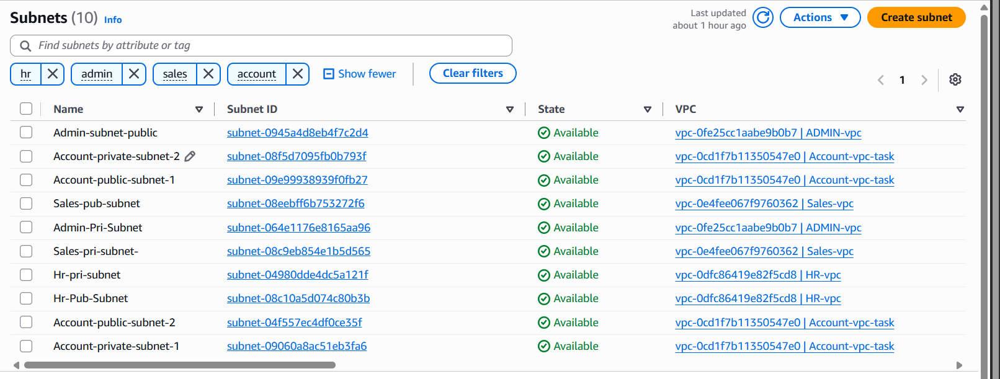 Subnets (10) Info
Last updated
about 1 hour ago
Actions
Create subnet
Find subnets by attribute or tag
hr admin sales account Show fewer Clear filters
1
Name Subnet ID State VPC
Admin-subnet-public subnet-0945a4d8eb4f7c2d4 Available vpc-0fe25cc1aabe9b0b7 | ADMIN-vpc
Account-private-subnet-2 subnet-08f5d7095fb0b793f Available vpc-0cd1f7b11350547e0 | Account-vpc-task
Account-public-subnet-1 subnet-09e99938939f0fb27 Available vpc-0cd1f7b11350547e0 | Account-vpc-task
Sales-pub-subnet subnet-08eebff6b753272f6 Available vpc-0e4fee067f9760362 | Sales-vpc
Admin-Pri-Subnet subnet-064e1176e8165aa96 Available vpc-0fe25cc1aabe9b0b7 | ADMIN-vpc
Sales-pri-subnet- subnet-08c9eb854e1b5d565 Available vpc-0e4fee067f9760362 | Sales-vpc
Hr-pri-subnet subnet-04980dde4dc5a121f Available vpc-0dfc86419e82f5cd8 | HR-vpc
Hr-Pub-Subnet subnet-08c10a5d074c80b3b Available vpc-0dfc86419e82f5cd8 | HR-vpc
Account-public-subnet-2 subnet-04f557ec4df0ce35f Available vpc-0cd1f7b11350547e0 | Account-vpc-task
Account-private-subnet-1 subnet-09060a8ac51eb3fa6 Available vpc-0cd1f7b11350547e0 | Account-vpc-task